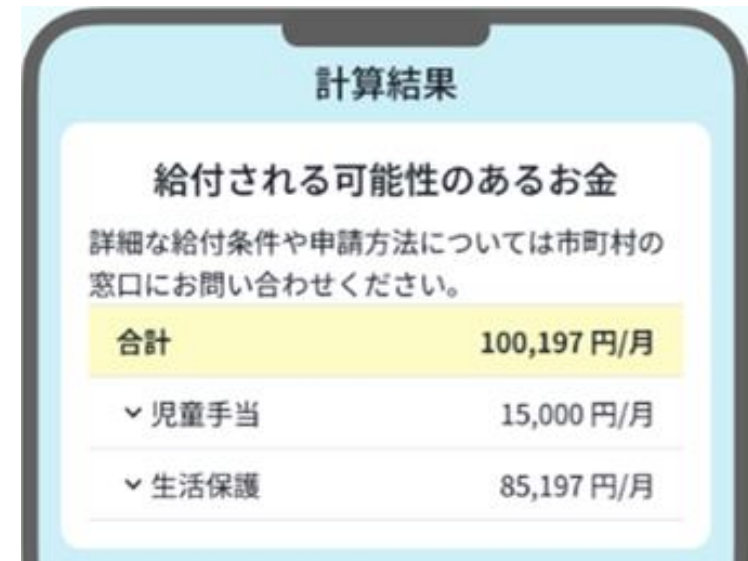 計算結果
給付される可能性のあるお金
詳細な給付条件や申請方法については市町村の
窓口にお問い合わせください。
合計 100,197 円/月
児童手当 15,000 円/月
生活保護 85,197 円/月